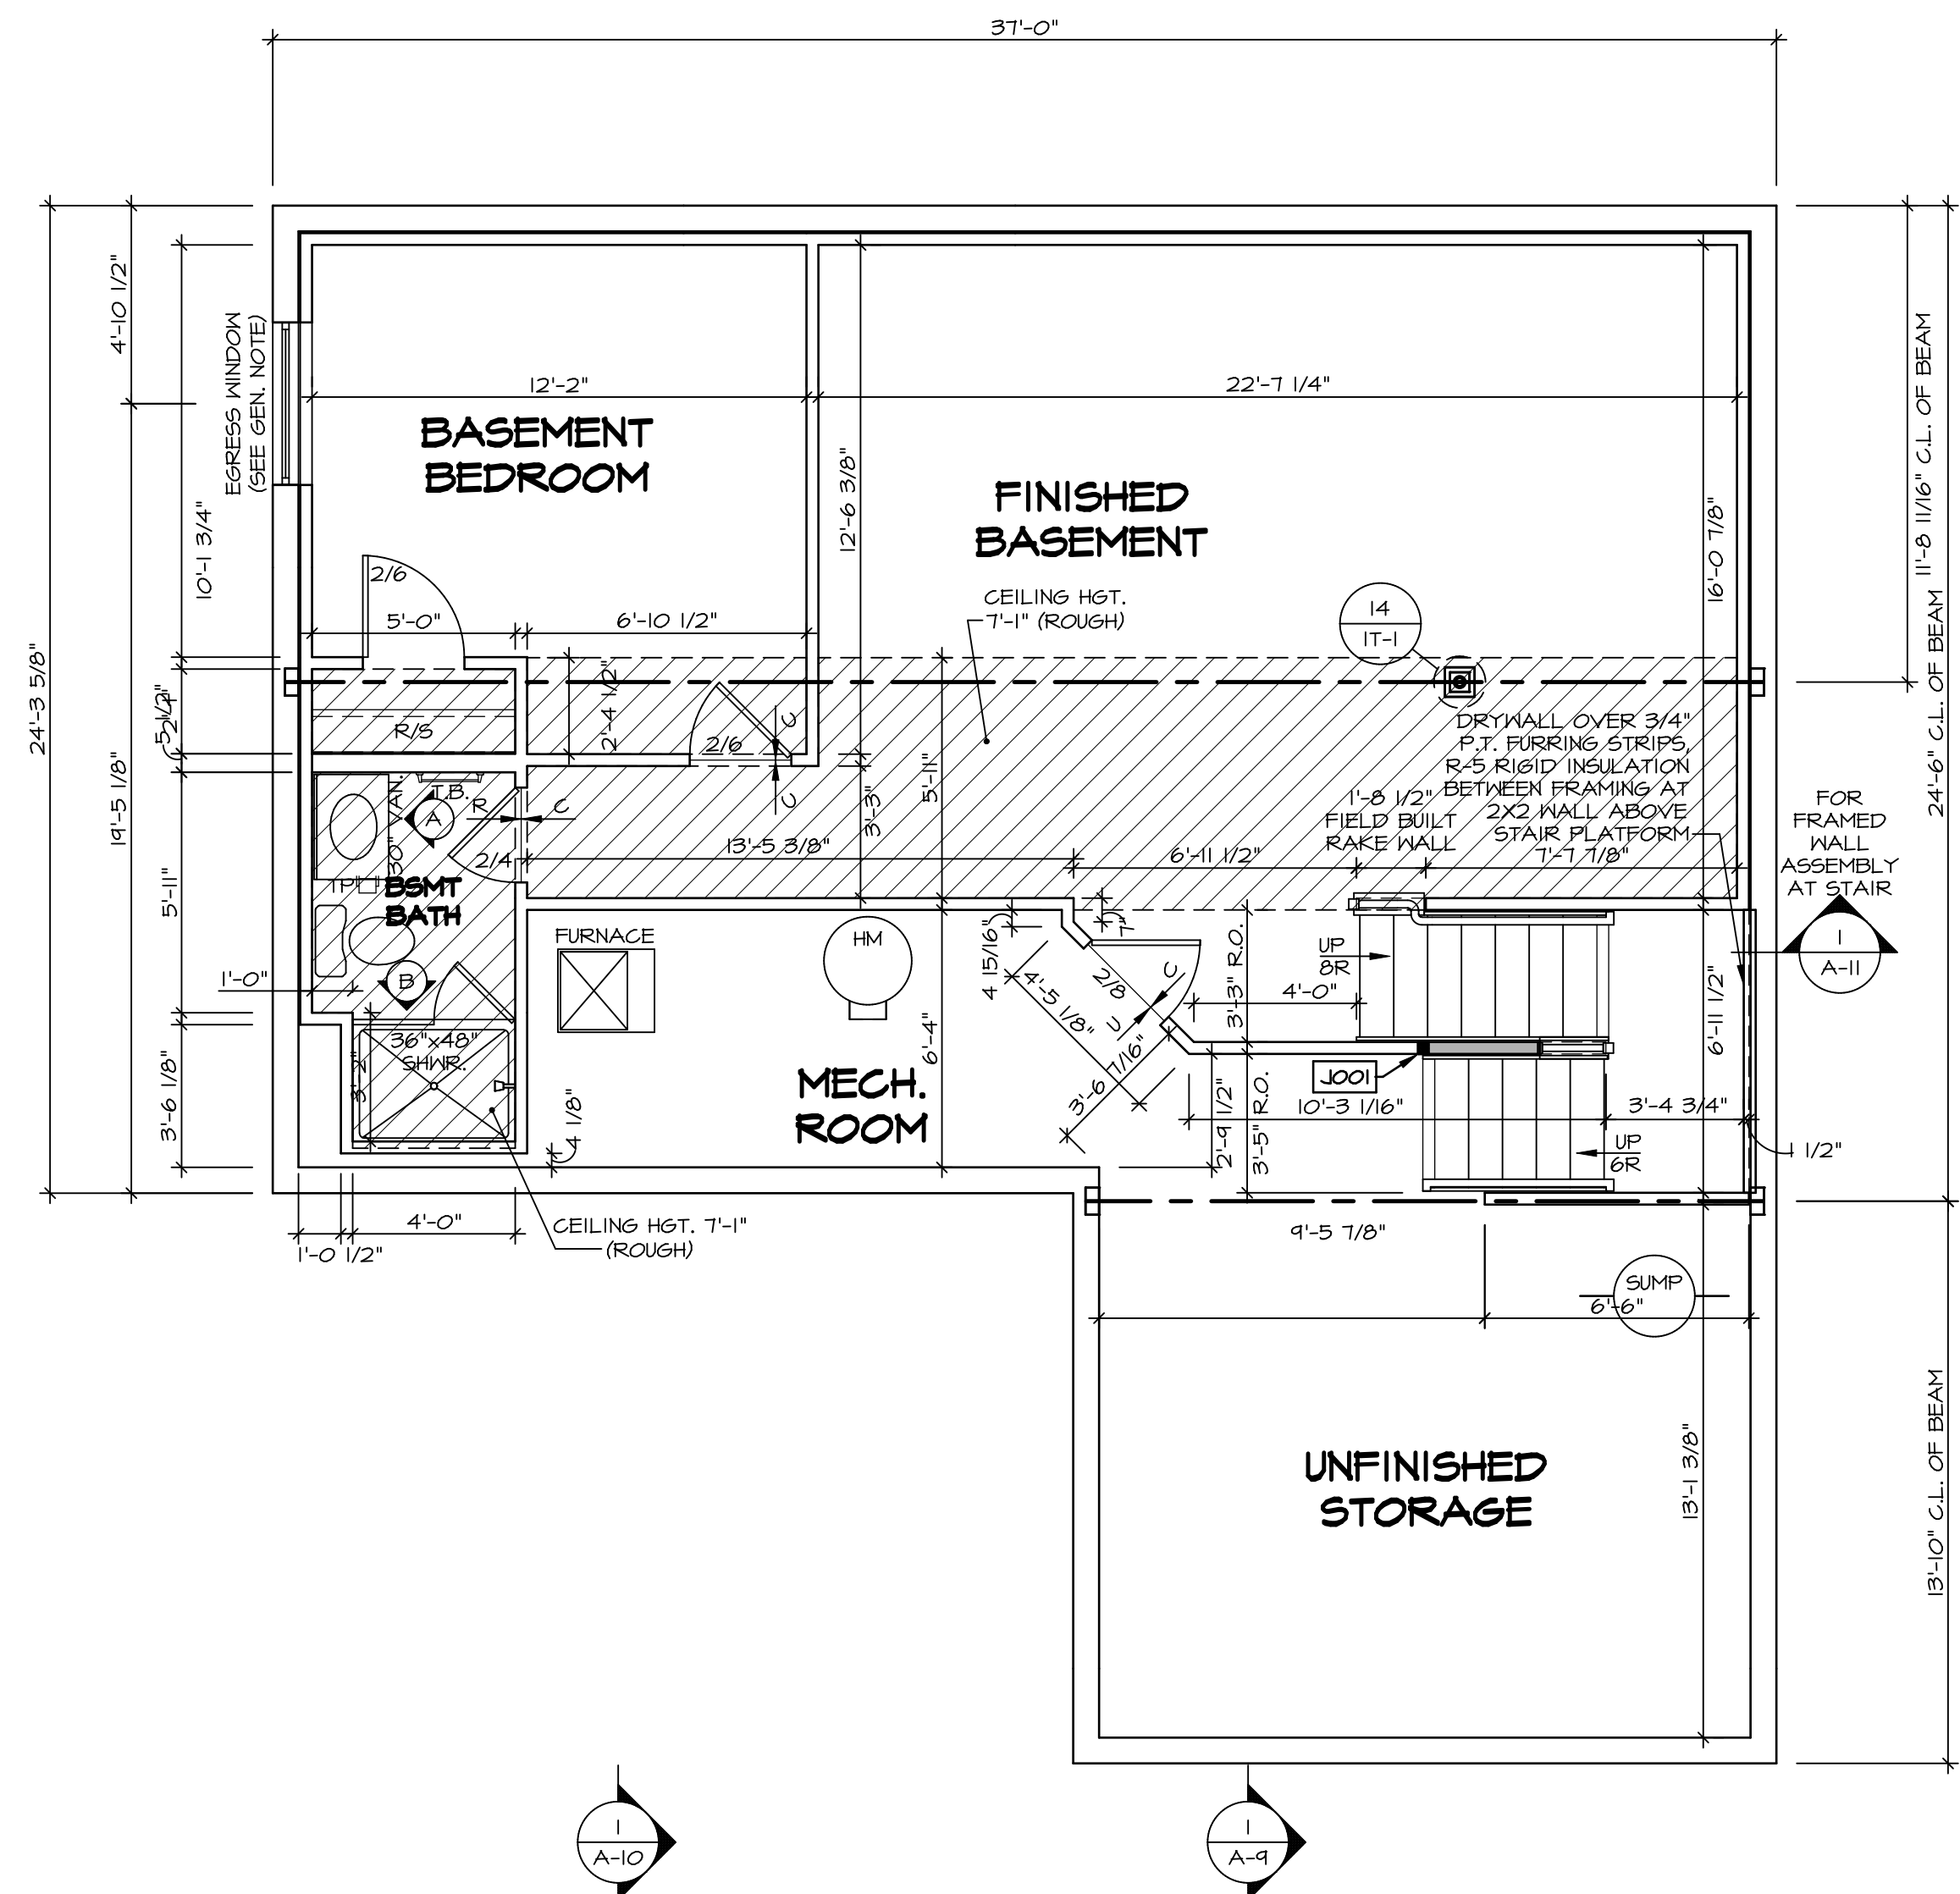 37'-0"
24'-3 5/8"
4'-10 1/2"
19'-5 1/8"
10'-1 3/4"
5 1/2"
5'-11"
3'-6 1/8"
EGRESS WINDOW
(SEE GEN. NOTE)
12'-2"
22'-7 1/4"
BASEMENT
BEDROOM
12'-6 3/8"
FINISHED
BASEMENT
16'-0 7/8"
11'-8 11/16" C.L. OF BEAM
24'-6" C.L. OF BEAM
13'-10" C.L. OF BEAM
2/6
5'-0"
6'-10 1/2"
CEILING HGT.
7'-1" (ROUGH)
14
1T-1
2'-4 1/2"
R/S
2/6
C
C
5'-11"
3'-3"
DRYWALL OVER 3/4"
P.T. FURRING STRIPS,
R-5 RIGID INSULATION
BETWEEN FRAMING AT
2X2 WALL ABOVE
STAIR PLATFORM
1'-8 1/2"
FIELD BUILT
RAKE WALL
FOR
FRAMED
WALL
ASSEMBLY
AT STAIR
1
A-11
30" VAN.
T.B.
A
R
C
2/4
13'-5 3/8"
6'-11 1/2"
7'-7 7/8"
TP
BSMT
BATH
B
1'-0"
36"x48"
SHWR.
3'-2"
FURNACE
HM
MECH.
ROOM
6'-4"
4 15/16"
7"
2/8
C
C
4'-5 1/8"
3'-6 7/16"
3'-3" R.O.
4'-0"
UP
8R
6'-11 1/2"
J001
2'-9 1/2"
3'-5" R.O.
10'-3 1/16"
3'-4 3/4"
UP
6R
1 1/2"
4 1/8"
4'-0"
1'-0 1/2"
CEILING HGT. 7'-1"
(ROUGH)
9'-5 7/8"
SUMP
6'-6"
UNFINISHED
STORAGE
13'-1 3/8"
1
A-10
1
A-9